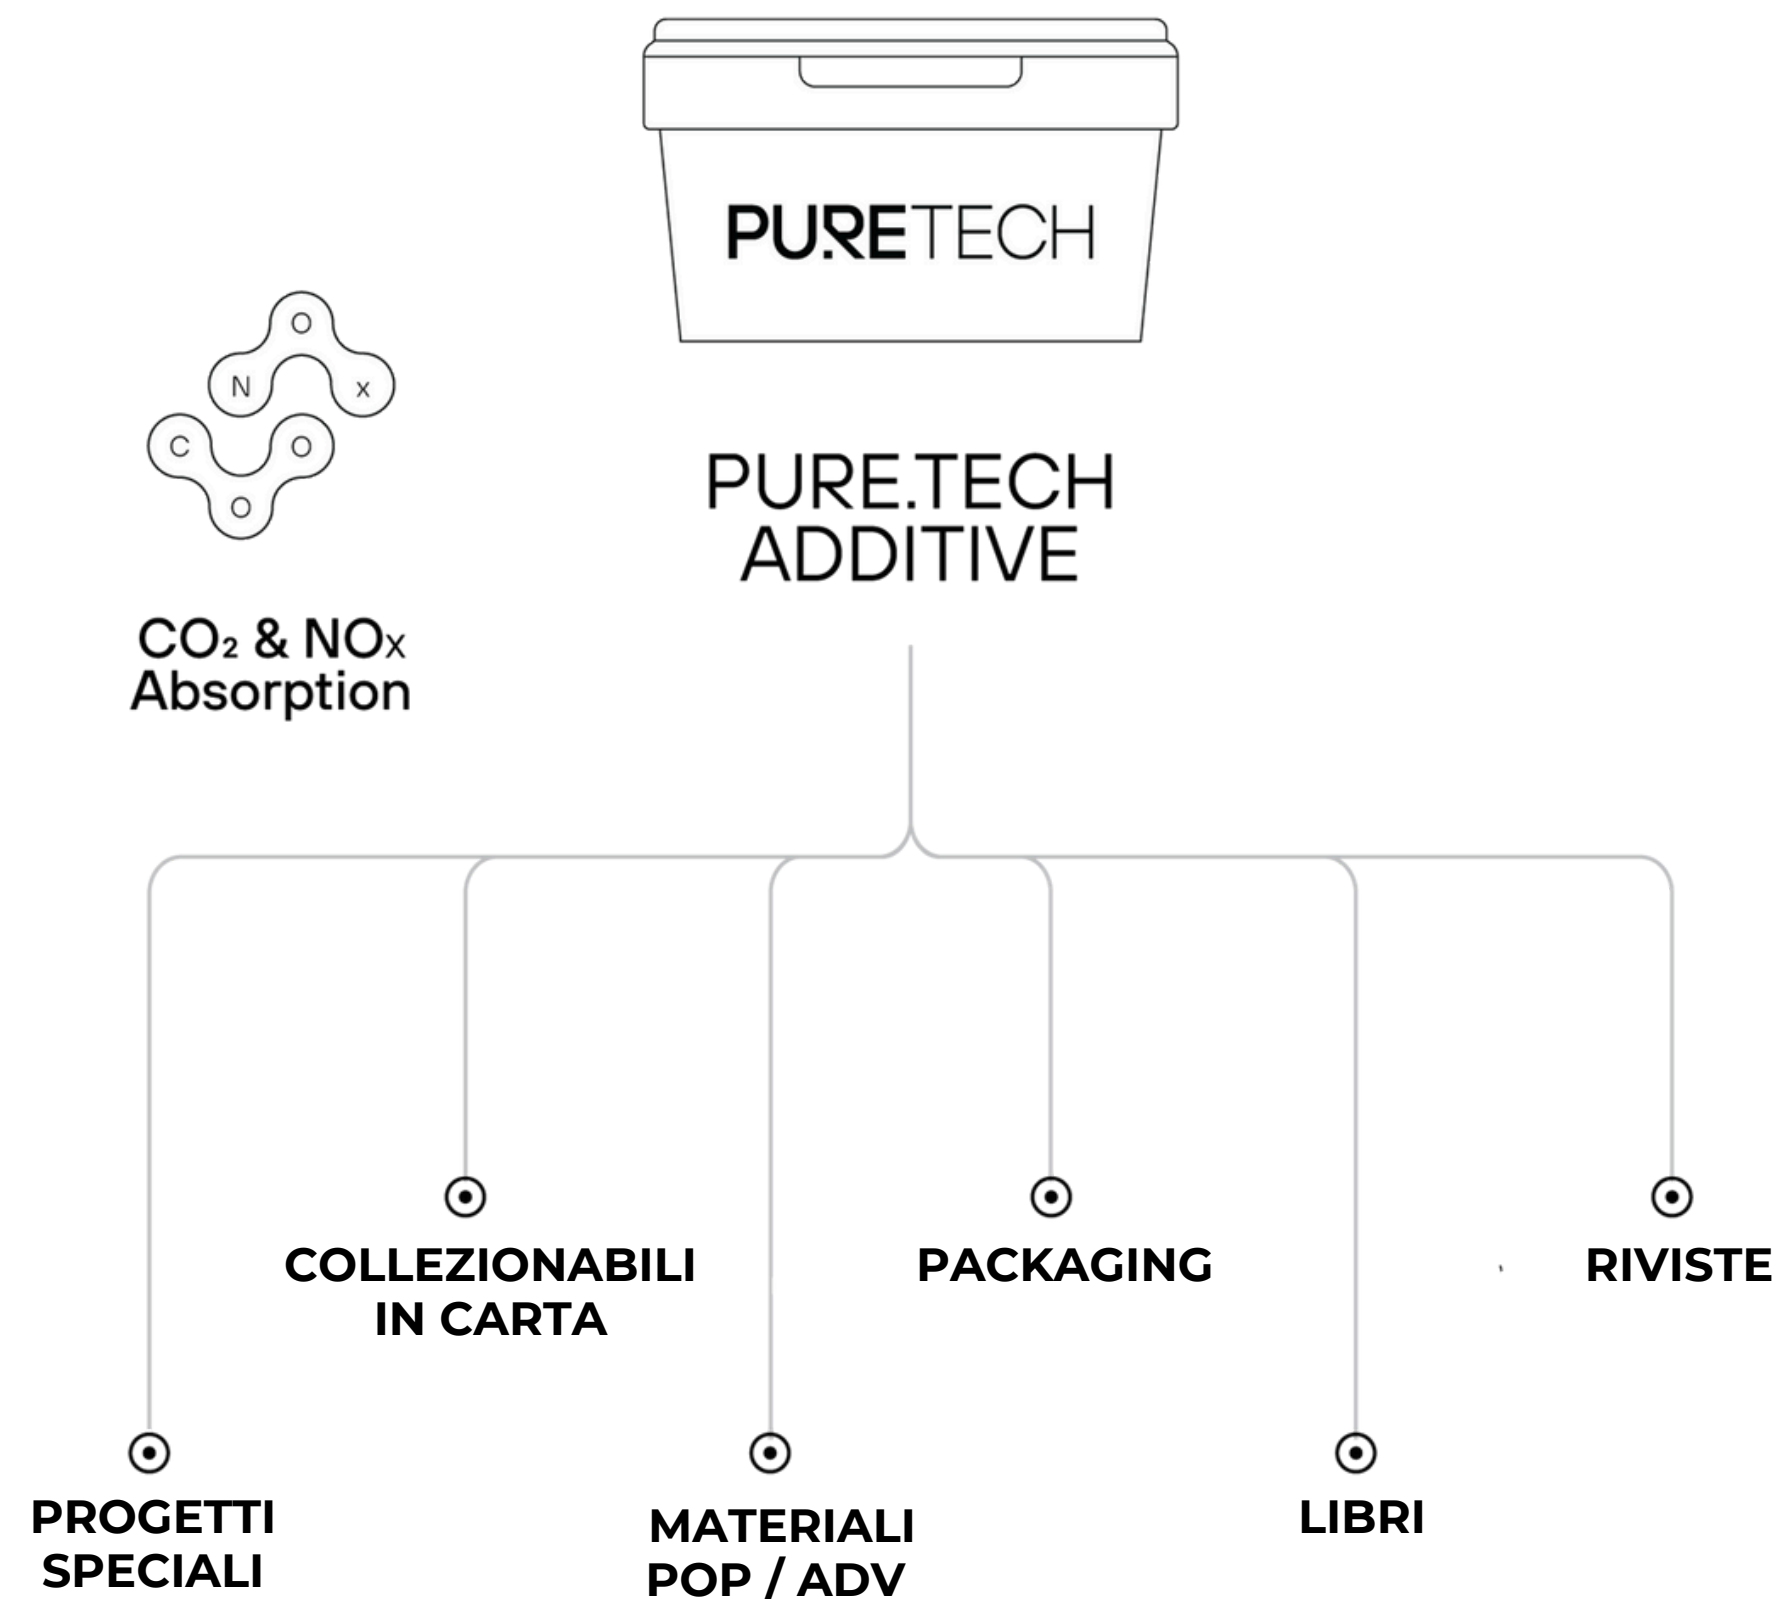 PURETECH
O
N
x
C
O
O
PURE.TECH
ADDITIVE
CO₂ & NOx
Absorption
COLLEZIONABILI
IN CARTA
PACKAGING
RIVISTE
PROGETTI
SPECIALI
MATERIALI
POP / ADV
LIBRI